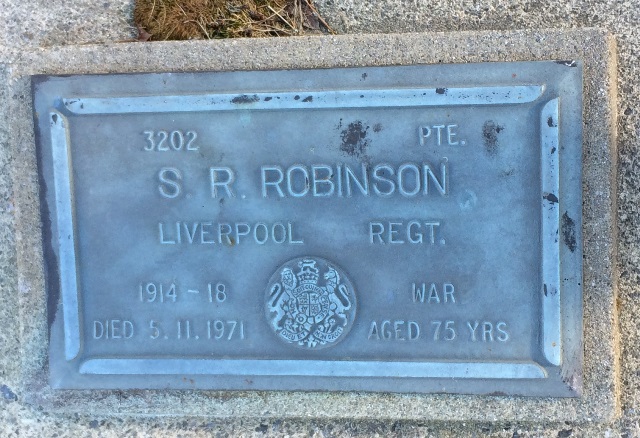 3202 PTE.
S. R. ROBINSON
LIVERPOOL REGT.
1914 - 18 WAR
DIED 5. 11. 1971 AGED 75 YRS